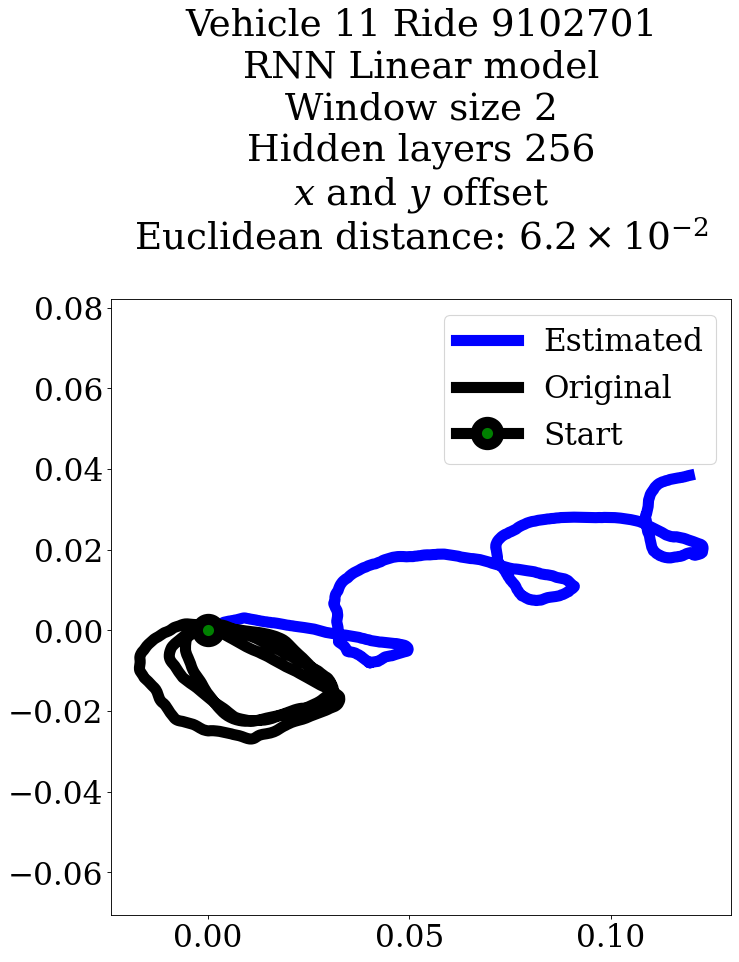 Vehicle 11 Ride 9102701
RNN Linear model
Window size 2
Hidden layers 256
x and y offset
Euclidean distance: 6.2 × 10⁻²
0.08
0.06
0.04
0.02
0.00
−0.02
−0.04
−0.06
Estimated
Original
Start
0.00 0.05 0.10